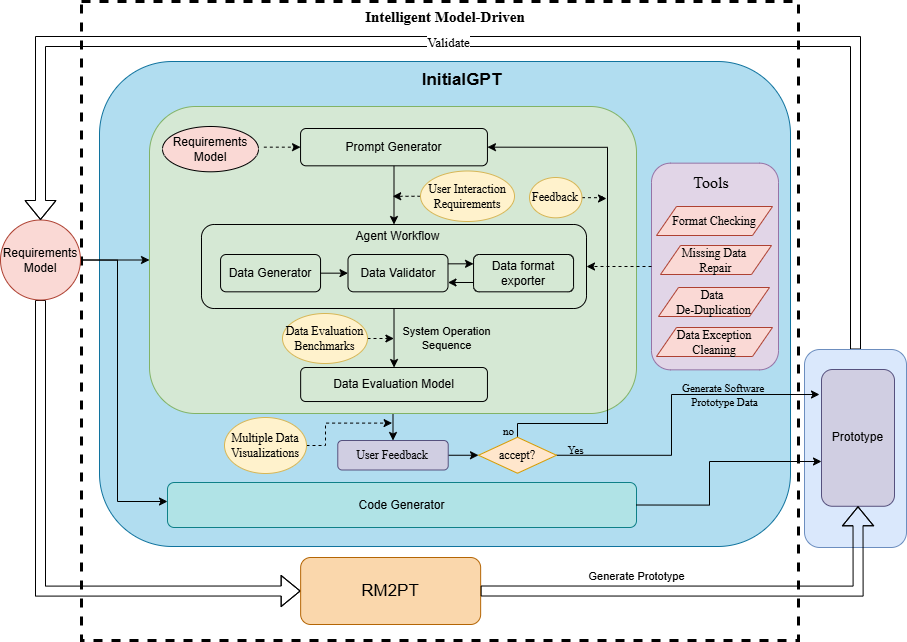 Intelligent Model-Driven
Validate
InitialGPT
Requirements
Model
Prompt Generator
User Interaction
Requirements
Feedback
Tools
Format Checking
Missing Data
Repair
Data
De-Duplication
Data Exception
Cleaning
Agent Workflow
Data Generator
Data Validator
Data format
exporter
Requirements
Model
Data Evaluation
Benchmarks
System Operation
Sequence
Data Evaluation Model
Generate Software
Prototype Data
Multiple Data
Visualizations
User Feedback
no
accept?
Yes
Prototype
Code Generator
RM2PT
Generate Prototype